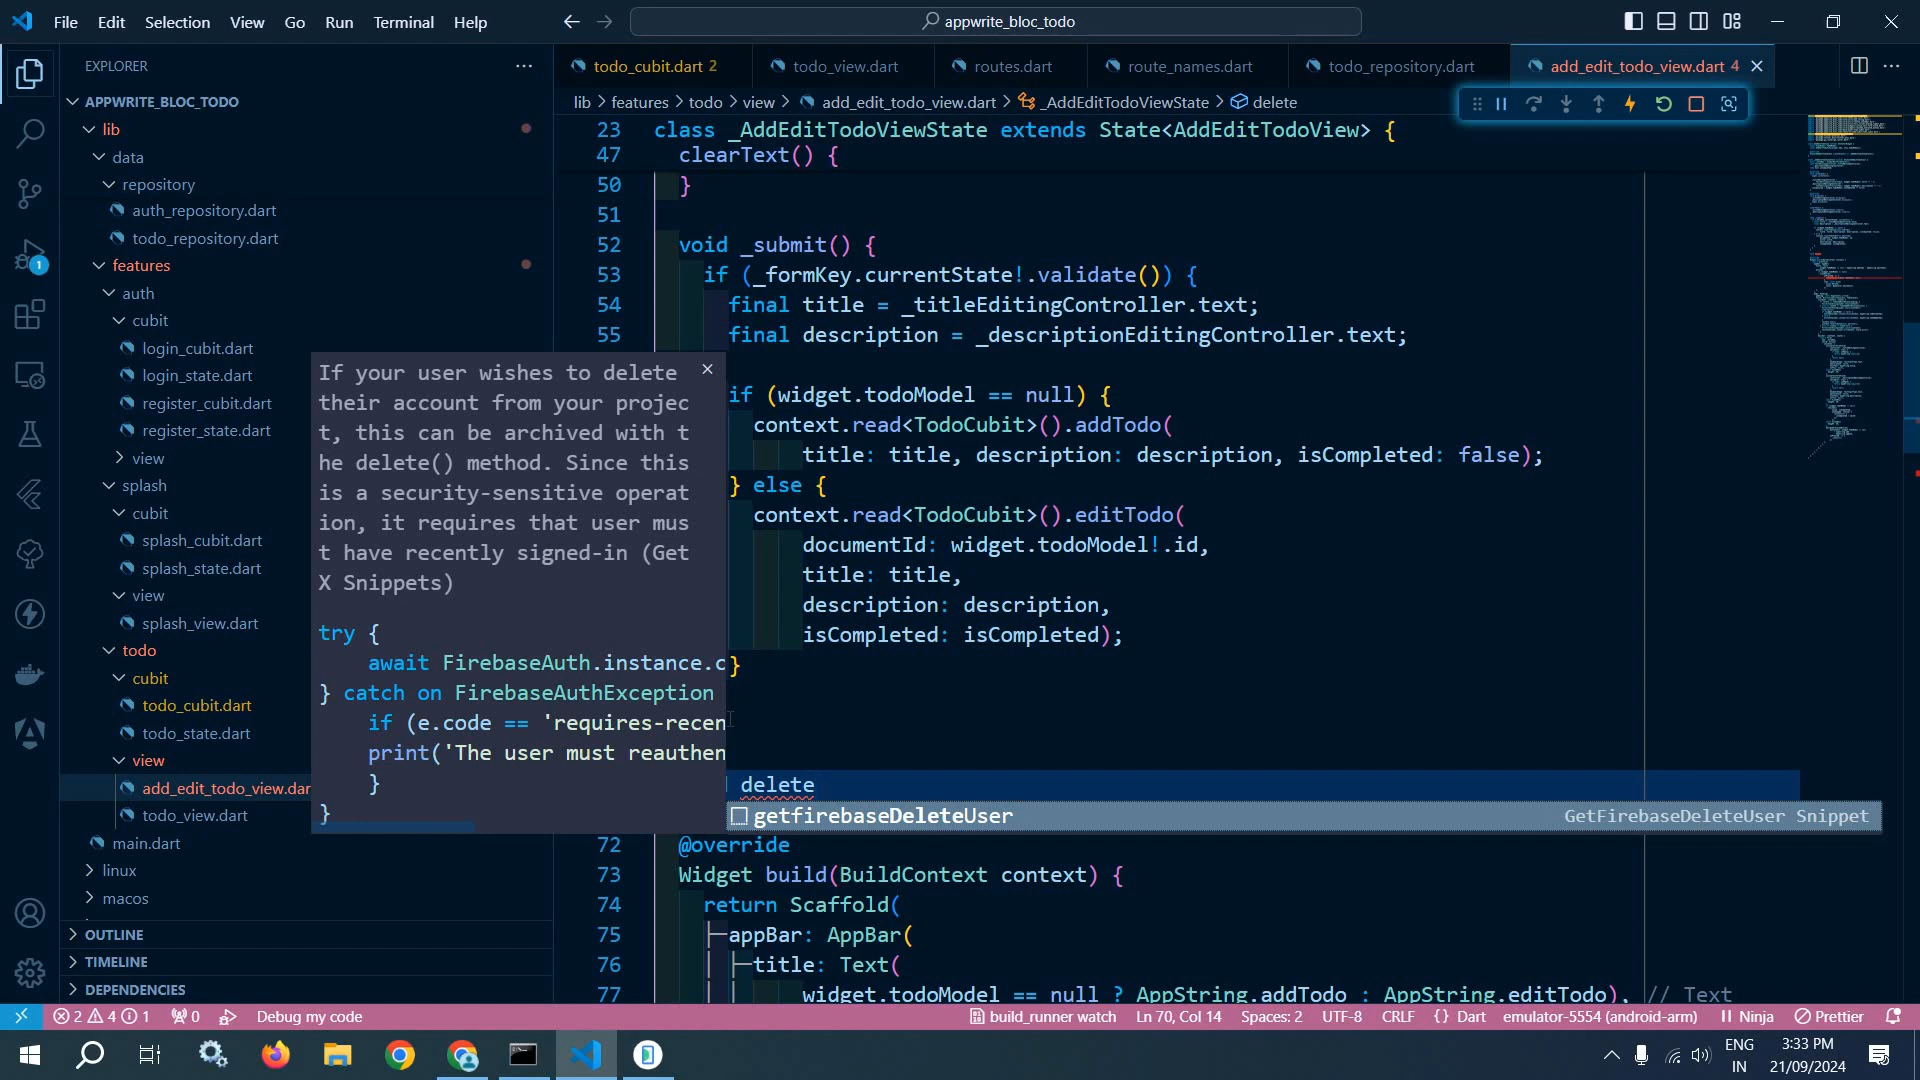 File Edit Selection View Go Run Terminal Help
appwrite_bloc_todo
EXPLORER
todo_cubit.dart 2
todo_view.dart
routes.dart
route_names.dart
todo_repository.dart
add_edit_todo_view.dart 4
lib > features > todo > view > add_edit_todo_view.dart > _AddEditTodoViewState > delete
APPWRITE_BLOC_TODO
lib
data
repository
auth_repository.dart
todo_repository.dart
features
auth
cubit
login_cubit.dart
login_state.dart
register_cubit.dart
register_state.dart
view
splash
cubit
splash_cubit.dart
splash_state.dart
view
splash_view.dart
todo
cubit
todo_cubit.dart
todo_state.dart
view
add_edit_todo_view.dar
todo_view.dart
main.dart
linux
macos
OUTLINE
TIMELINE
DEPENDENCIES
23 class _AddEditTodoViewState extends State<AddEditTodoView> {
47 clearText() {
50 }
51
52 void _submit() {
53 if (_formKey.currentState!.validate()) {
54 final title = _titleEditingController.text;
55 final description = _descriptionEditingController.text;
if (widget.todoModel == null) {
context.read<TodoCubit>().addTodo(
title: title, description: description, isCompleted: false);
} else {
context.read<TodoCubit>().editTodo(
documentId: widget.todoModel!.id,
title: title,
description: description,
isCompleted: isCompleted);
}
delete
If your user wishes to delete
their account from your projec
t, this can be archived with t
he delete() method. Since this
is a security-sensitive operat
ion, it requires that user mus
t have recently signed-in (Get
X Snippets)
try {
await FirebaseAuth.instance.c
} catch on FirebaseAuthException
if (e.code == 'requires-recen
print('The user must reauthen
}
}
getfirebaseDeleteUser GetFirebaseDeleteUser Snippet
72 @override
73 Widget build(BuildContext context) {
74 return Scaffold(
75 appBar: AppBar(
76 title: Text(
77 widget.todoModel == null ? AppString.addTodo : AppString.editTodo), // Text
2 4 1 0 Debug my code build_runner watch Ln 70, Col 14 Spaces: 2 UTF-8 CRLF {} Dart emulator-5554 (android-arm) Ninja Prettier
1
ENG
IN
3:33 PM
21/09/2024